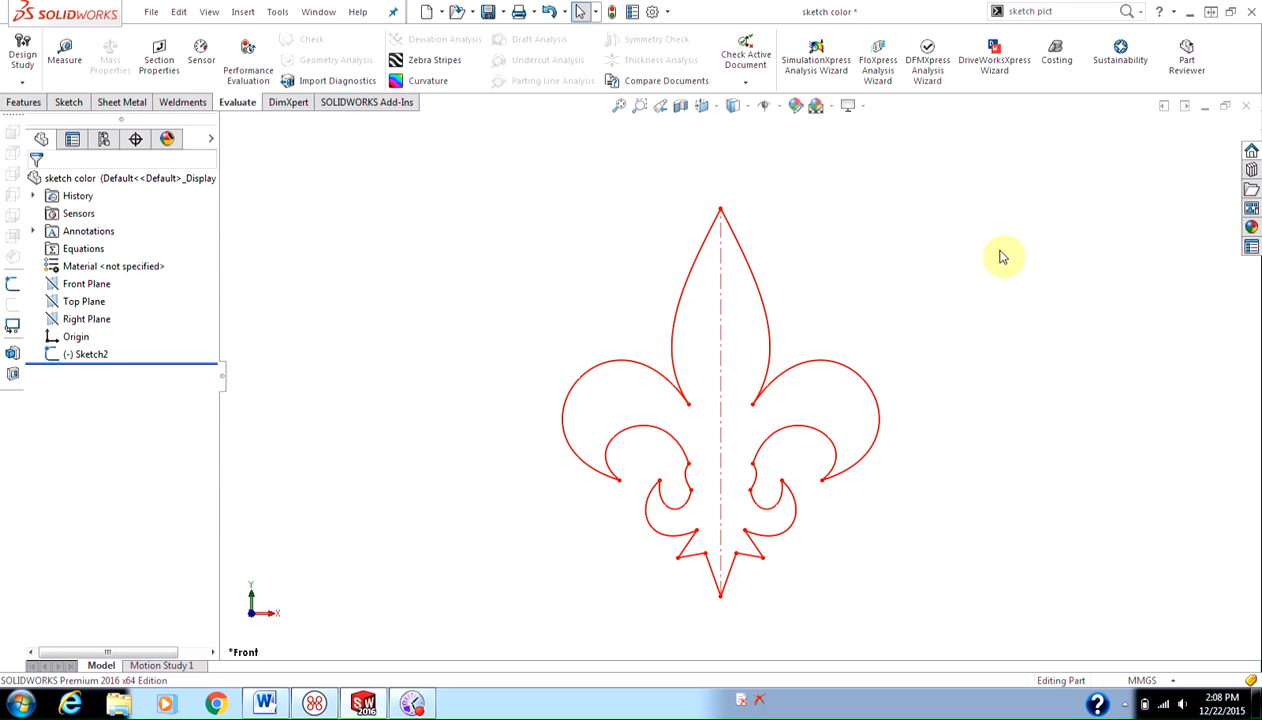 SOLIDWORKS File Edit View Insert Tools Window Help sketch color * sketch pict ?
Design Study Measure Mass Properties Section Properties Sensor Performance Evaluation
Check Deviation Analysis Draft Analysis Symmetry Check
Geometry Analysis Zebra Stripes Undercut Analysis Thickness Analysis
Import Diagnostics Curvature Parting Line Analysis Compare Documents
Check Active Document SimulationXpress Analysis Wizard FloXpress Analysis Wizard DFMXpress Analysis Wizard DriveWorksXpress Wizard Costing Sustainability Part Reviewer
Features Sketch Sheet Metal Weldments Evaluate DimXpert SOLIDWORKS Add-Ins
sketch color (Default<<Default>_Display
History
Sensors
Annotations
Equations
Material <not specified>
Front Plane
Top Plane
Right Plane
Origin
(-) Sketch2
Y
X
*Front
Model Motion Study 1
SOLIDWORKS Premium 2016 x64 Edition Editing Part MMGS
2:08 PM
12/22/2015
SW
2016